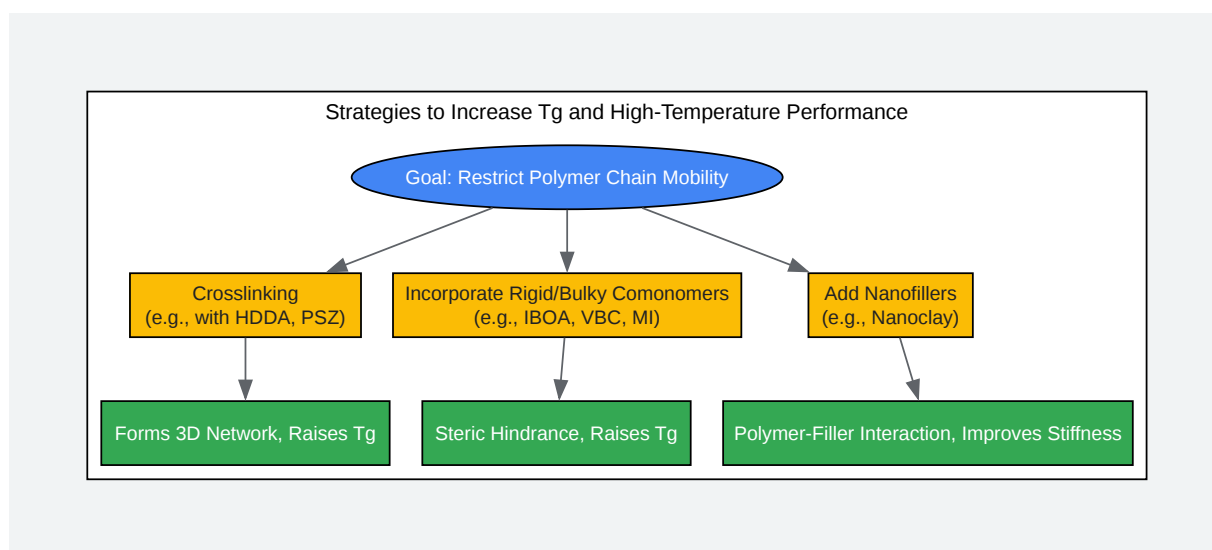 Strategies to Increase Tg and High-Temperature Performance
Goal: Restrict Polymer Chain Mobility
Crosslinking
(e.g., with HDDA, PSZ)
Incorporate Rigid/Bulky Comonomers
(e.g., IBOA, VBC, MI)
Add Nanofillers
(e.g., Nanoclay)
Forms 3D Network, Raises Tg
Steric Hindrance, Raises Tg
Polymer-Filler Interaction, Improves Stiffness